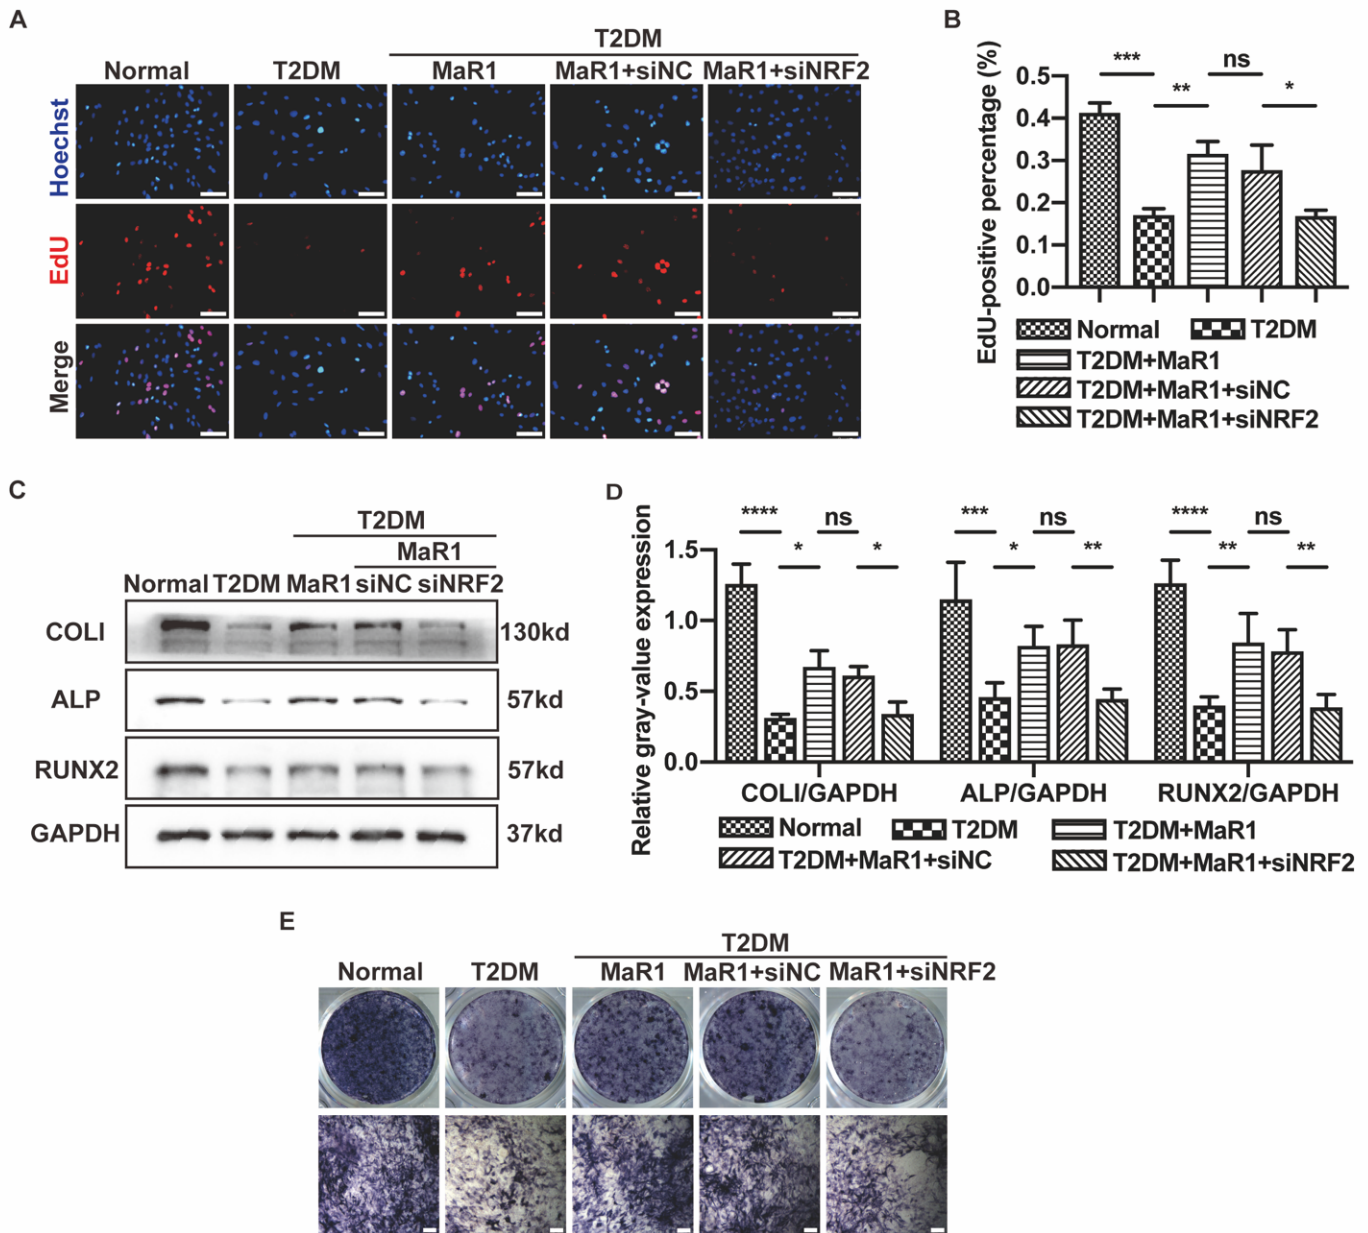 A
T2DM
Normal T2DM MaR1 MaR1+siNC MaR1+siNRF2
Hoechst
EdU
Merge
B
EdU-positive percentage (%)
0.5
0.4
0.3
0.2
0.1
0.0
*** ** ns *
Normal T2DM
T2DM+MaR1
T2DM+MaR1+siNC
T2DM+MaR1+siNRF2
C
T2DM
MaR1
Normal T2DM MaR1 siNC siNRF2
COLI 130kd
ALP 57kd
RUNX2 57kd
GAPDH 37kd
D
Relative gray-value expression
1.5
1.0
0.5
0.0
**** * ns * *** * ns ** **** ** ns **
COLI/GAPDH ALP/GAPDH RUNX2/GAPDH
Normal T2DM T2DM+MaR1
T2DM+MaR1+siNC T2DM+MaR1+siNRF2
E
T2DM
Normal T2DM MaR1 MaR1+siNC MaR1+siNRF2